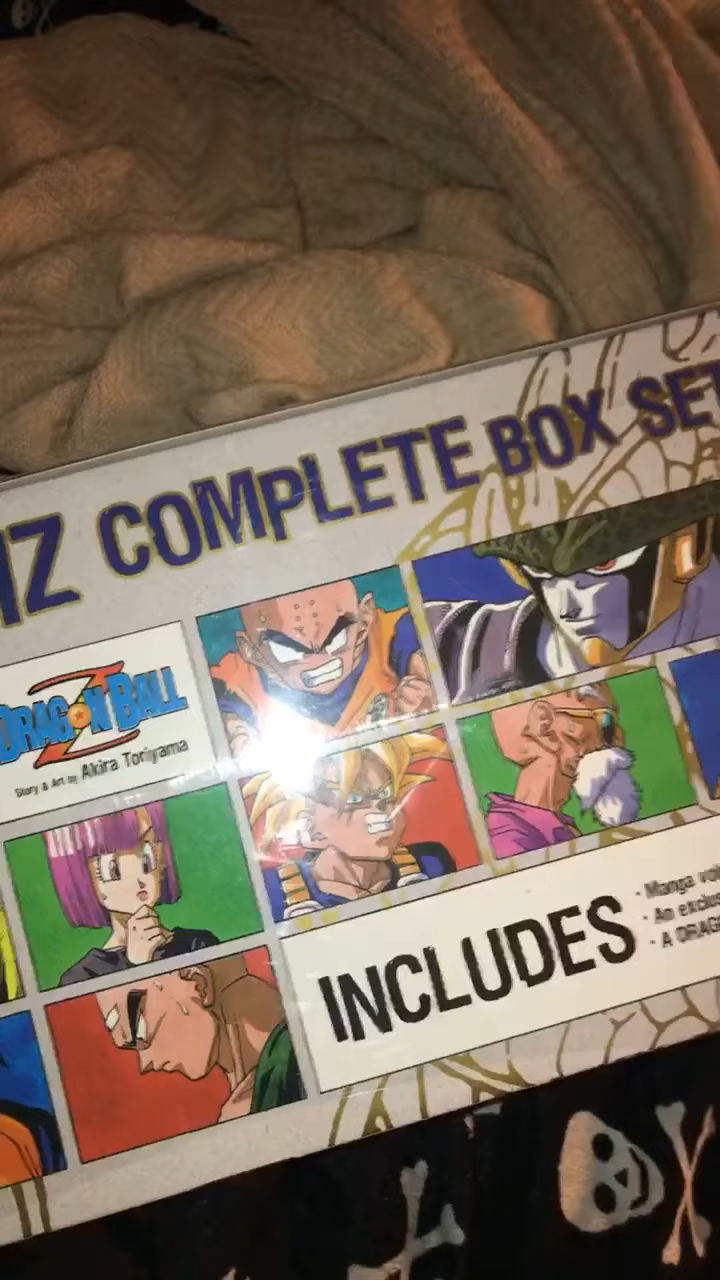 Z COMPLETE BOX SET
DRAGON BALL Z
Story & Art by Akira Toriyama
INCLUDES
· Manga vol
· An exclu
· A DRAG